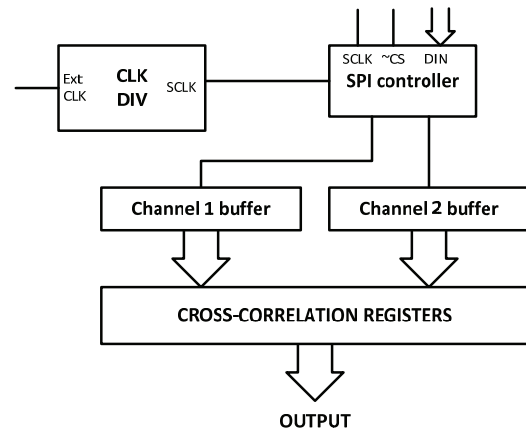 Ext
CLK
CLK
DIV
SCLK
SCLK ~CS DIN
SPI controller
Channel 1 buffer
Channel 2 buffer
CROSS-CORRELATION REGISTERS
OUTPUT